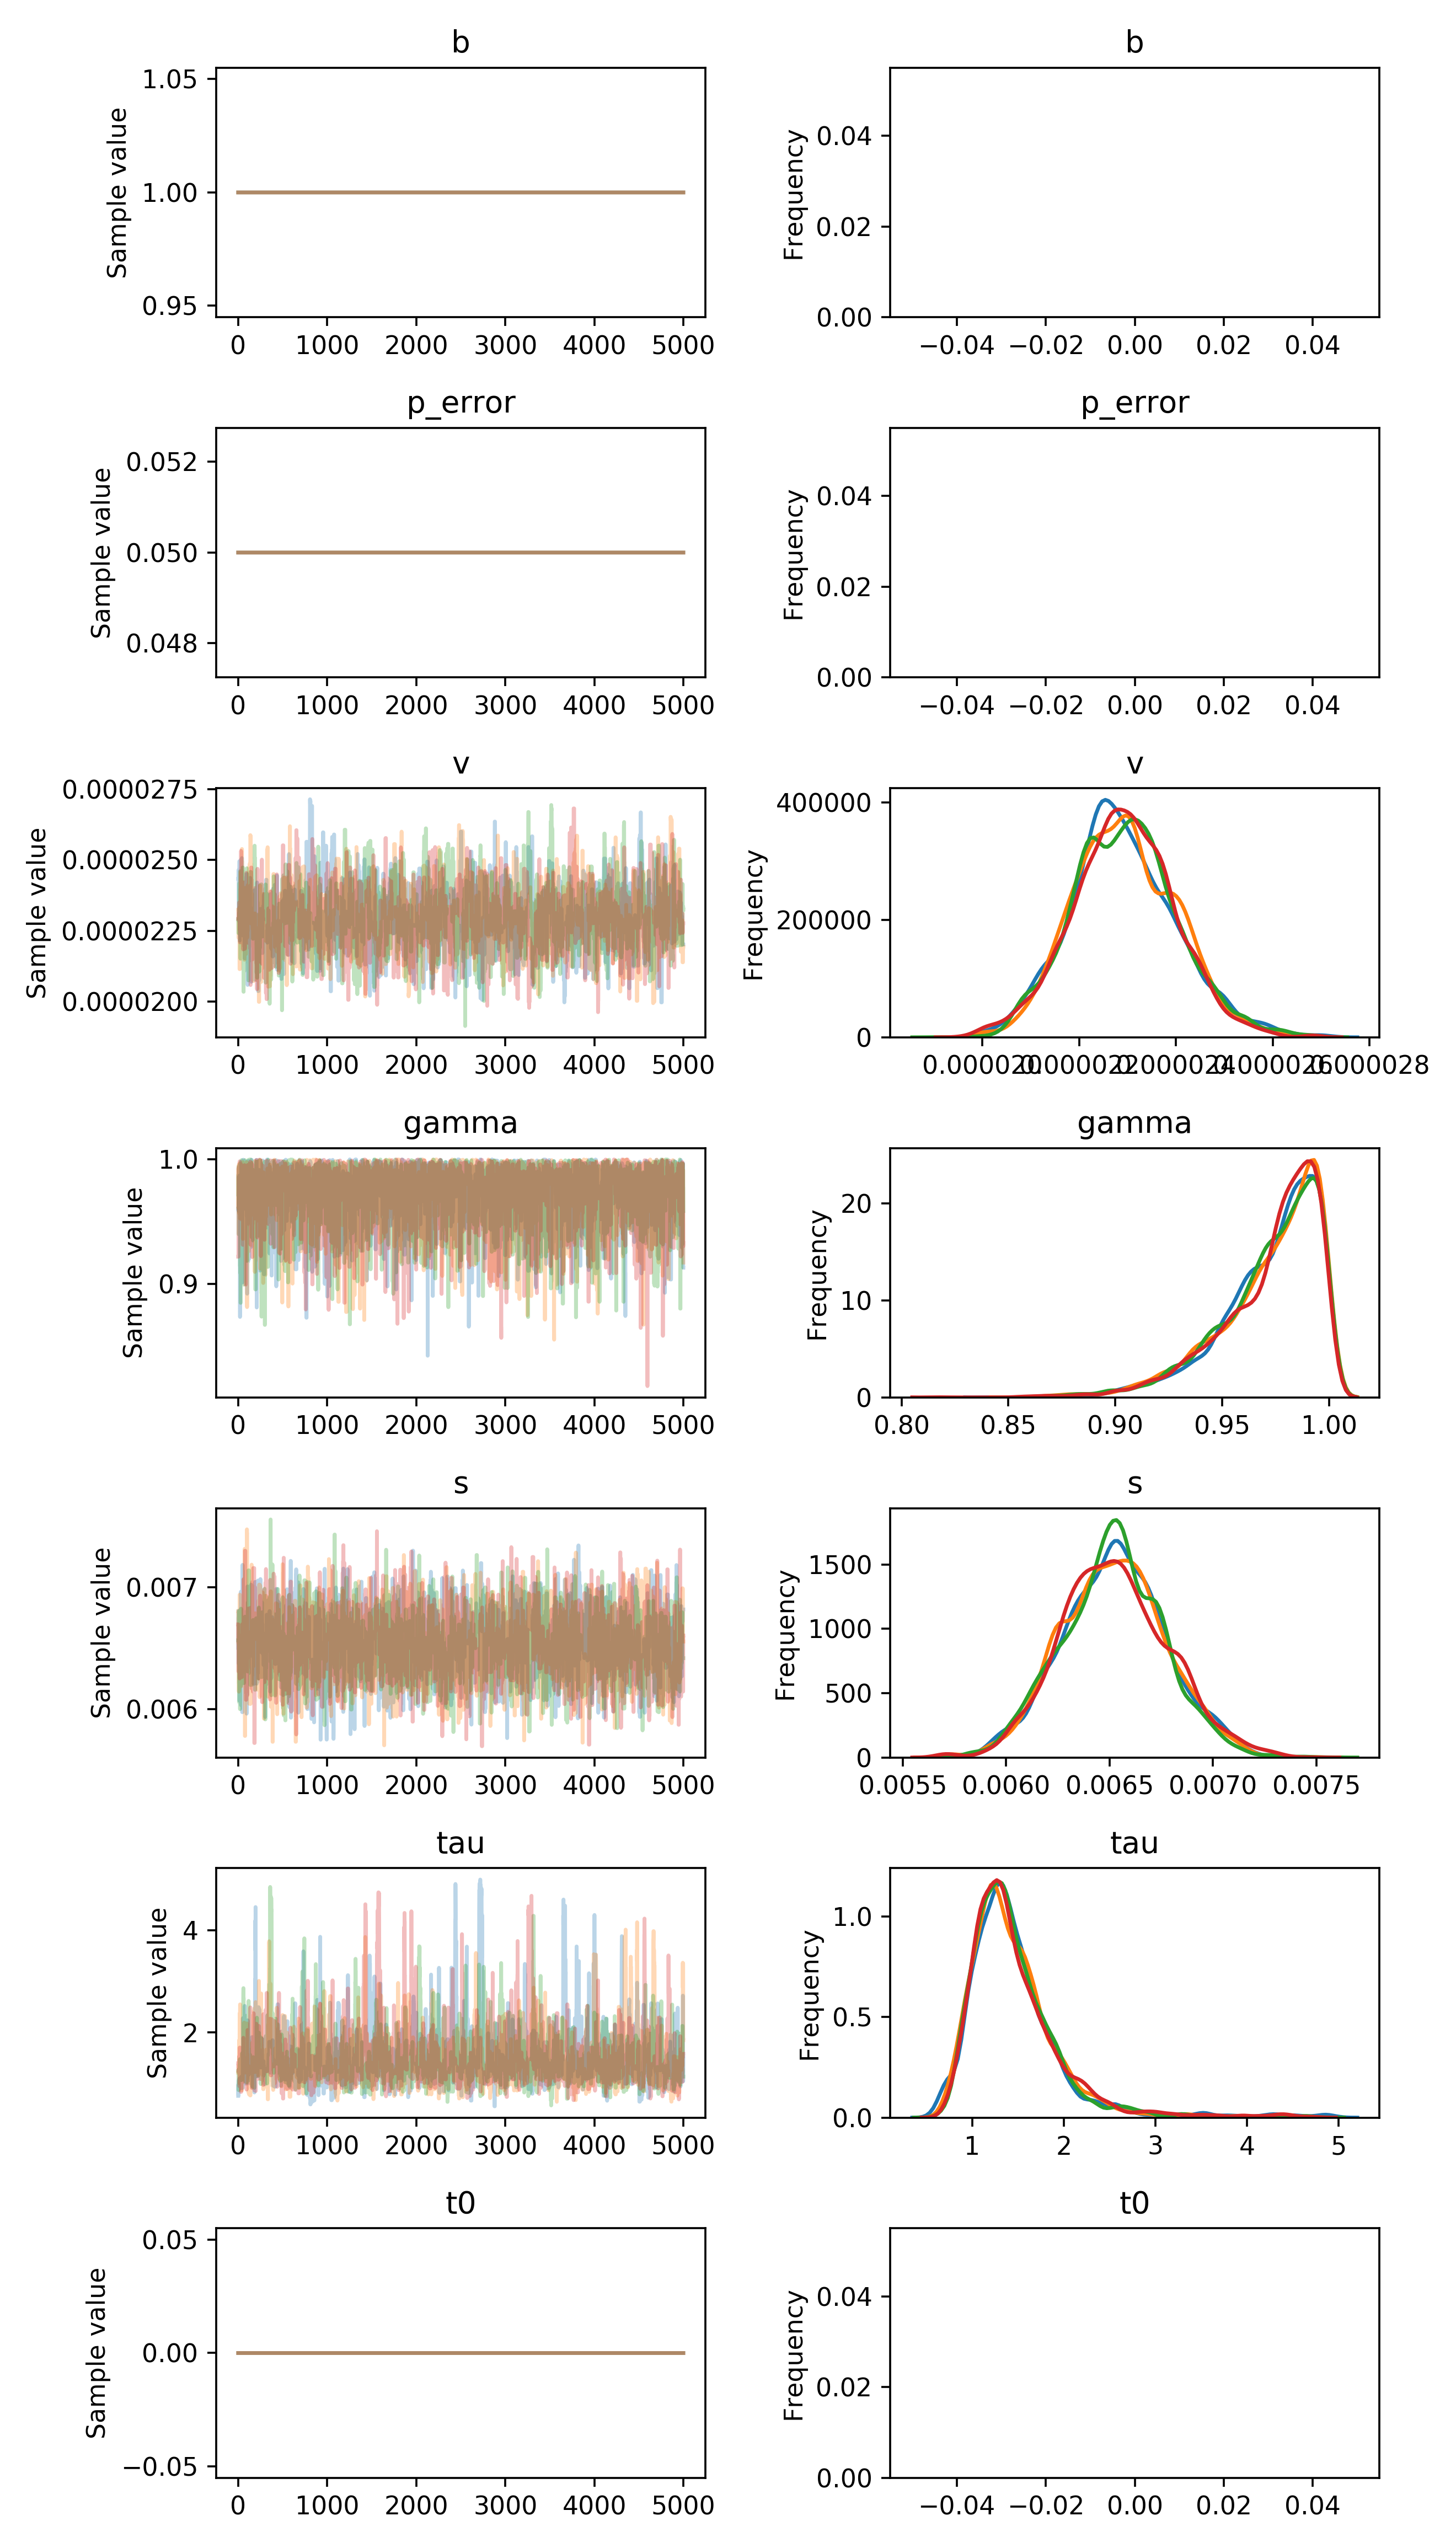 b
b
Sample value
1.05
1.00
0.95
0 1000 2000 3000 4000 5000
Frequency
0.04
0.02
0.00
−0.04 −0.02 0.00 0.02 0.04
p_error
p_error
Sample value
0.052
0.050
0.048
0 1000 2000 3000 4000 5000
Frequency
0.04
0.02
0.00
−0.04 −0.02 0.00 0.02 0.04
v
v
Sample value
0.0000275
0.0000250
0.0000225
0.0000200
0 1000 2000 3000 4000 5000
Frequency
400000
200000
0
0.000020 0.000022 0.000024 0.000026 0.000028
gamma
gamma
Sample value
1.0
0.9
0 1000 2000 3000 4000 5000
Frequency
20
10
0
0.80 0.85 0.90 0.95 1.00
s
s
Sample value
0.007
0.006
0 1000 2000 3000 4000 5000
Frequency
1500
1000
500
0
0.0055 0.0060 0.0065 0.0070 0.0075
tau
tau
Sample value
4
2
0 1000 2000 3000 4000 5000
Frequency
1.0
0.5
0.0
1 2 3 4 5
t0
t0
Sample value
0.05
0.00
−0.05
0 1000 2000 3000 4000 5000
Frequency
0.04
0.02
0.00
−0.04 −0.02 0.00 0.02 0.04